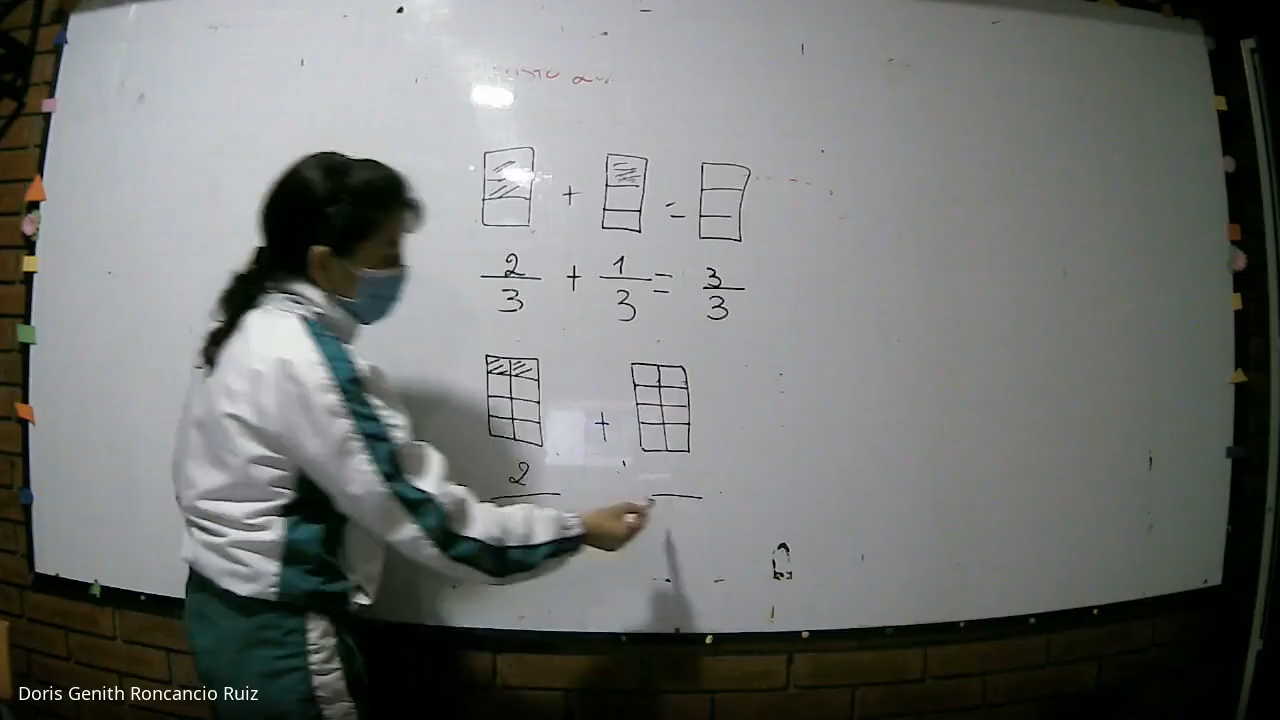 2/3 + 1/3 = 3/3
+ =
+
2
Doris Genith Roncancio Ruiz